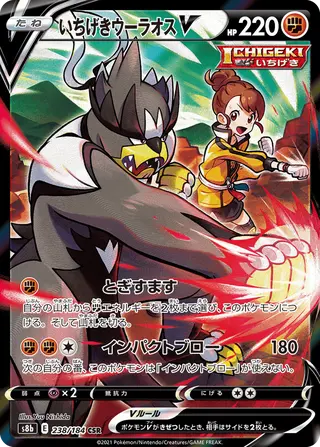 たね いちげきウーラオスV HP 220
ICHIGEKI
いちげき
とぎすます
自分の山札から エネルギーを2枚まで選び、このポケモンに
つける。そして山札を切る。
インパクトブロー 180
次の自分の番、このポケモンは「インパクトブロー」が使えない。
弱点 ×2 抵抗力 にげる
Vルール
ポケモンVがきぜつしたとき、相手はサイドを2枚とる。
Illus. Yuu Nishida
s8b E 238/184 CSR
©2021 Pokémon/Nintendo/Creatures/GAME FREAK.